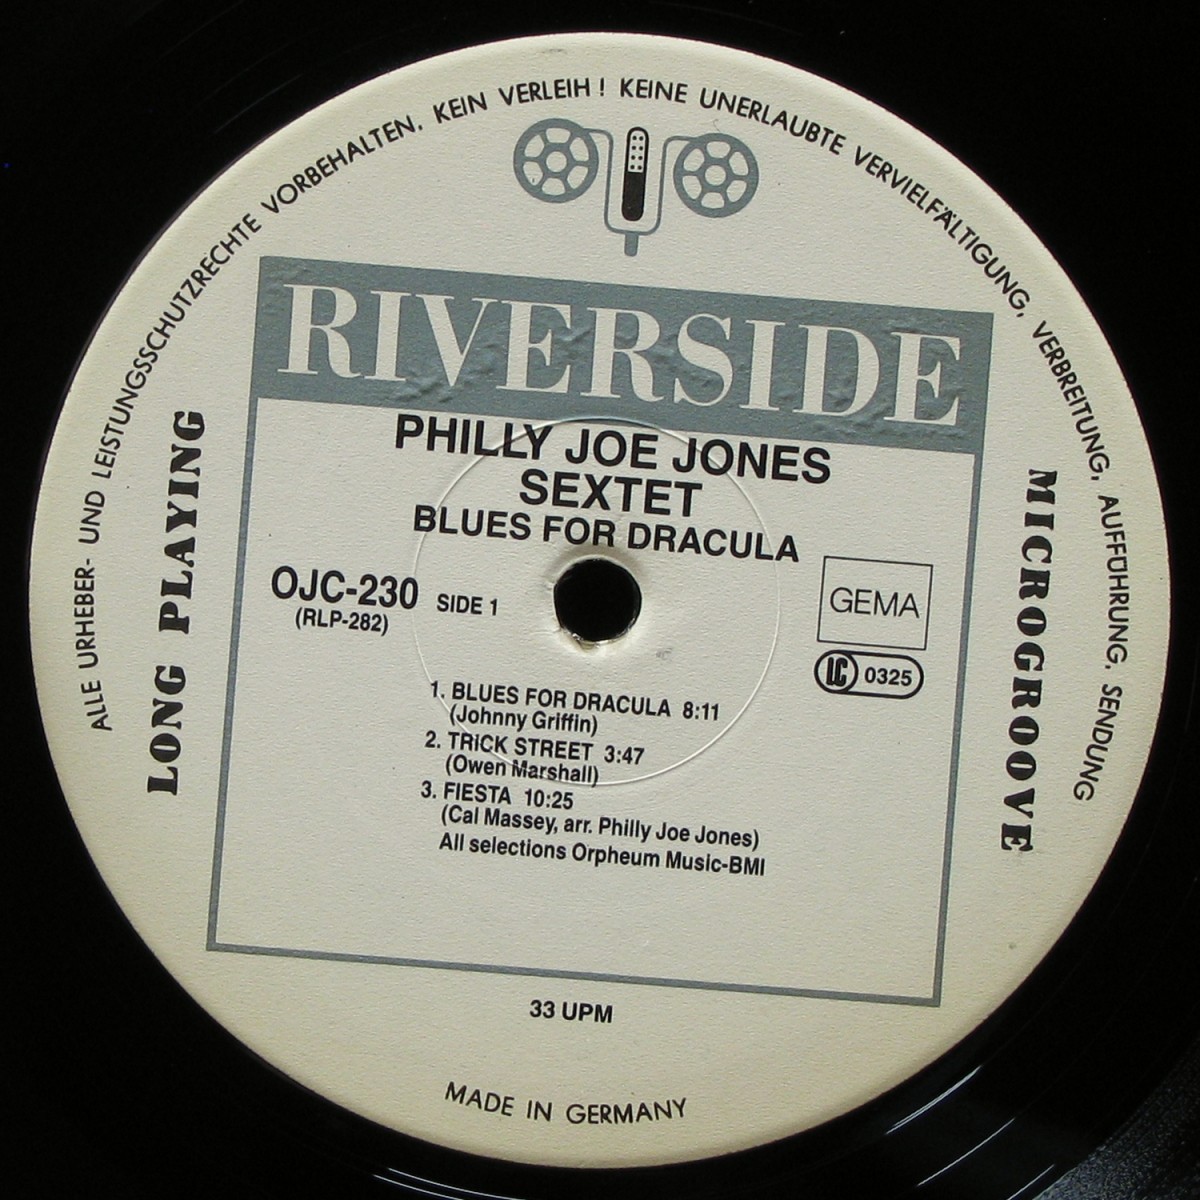 ALLE URHEBER- UND LEISTUNGSSCHUTZRECHTE VORBEHALTEN. KEIN VERLEIH! KEINE UNERLAUBTE VERVIELFÄLTIGUNG, VERBREITUNG, AUFFÜHRUNG, SENDUNG
RIVERSIDE
LONG PLAYING
MICROGROOVE
PHILLY JOE JONES
SEXTET
BLUES FOR DRACULA
OJC-230 SIDE 1
(RLP-282)
GEMA
LC 0325
1. BLUES FOR DRACULA 8:11
(Johnny Griffin)
2. TRICK STREET 3:47
(Owen Marshall)
3. FIESTA 10:25
(Cal Massey, arr. Philly Joe Jones)
All selections Orpheum Music-BMI
33 UPM
MADE IN GERMANY